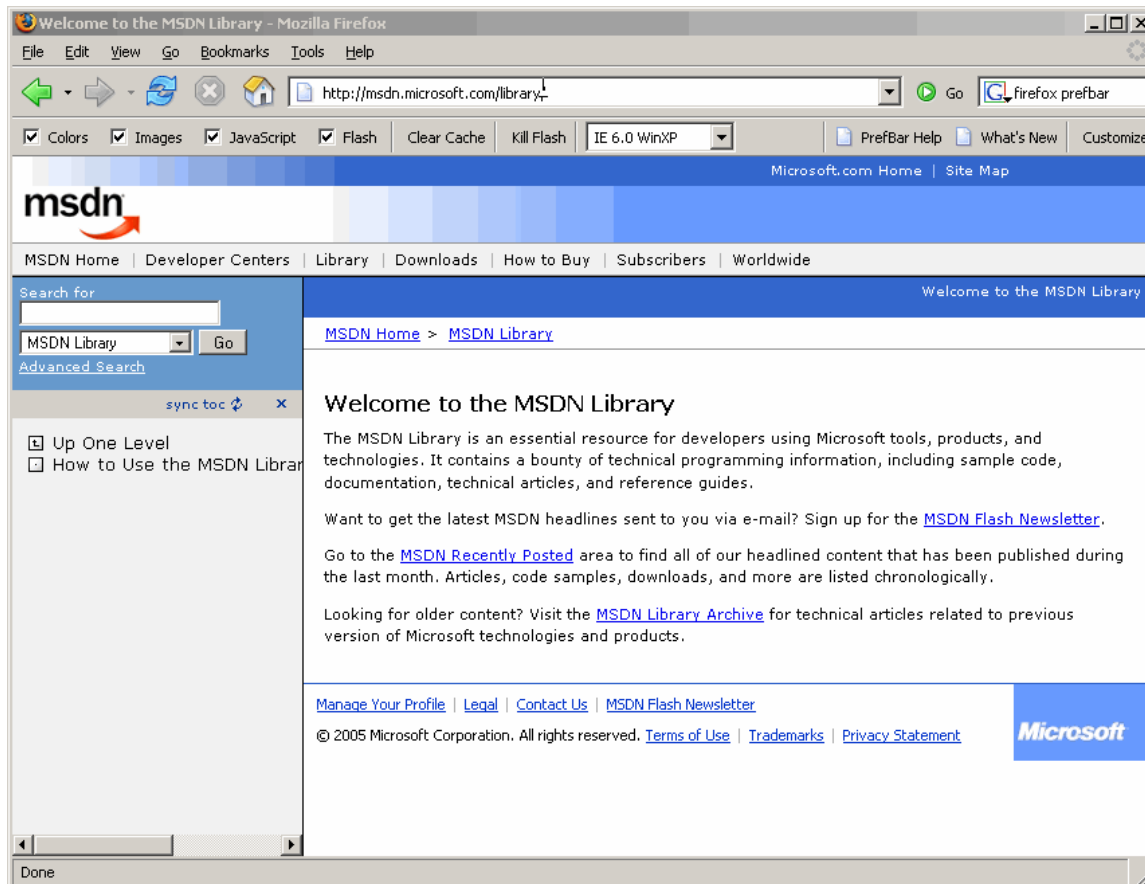 Welcome to the MSDN Library - Mozilla Firefox
File Edit View Go Bookmarks Tools Help
http://msdn.microsoft.com/library/ Go firefox prefbar
Colors Images JavaScript Flash Clear Cache Kill Flash IE 6.0 WinXP PrefBar Help What's New Customize
Microsoft.com Home | Site Map
msdn
MSDN Home | Developer Centers | Library | Downloads | How to Buy | Subscribers | Worldwide
Search for
MSDN Library Go
Advanced Search
sync toc
Up One Level
How to Use the MSDN Librar
Welcome to the MSDN Library
MSDN Home > MSDN Library
Welcome to the MSDN Library
The MSDN Library is an essential resource for developers using Microsoft tools, products, and
technologies. It contains a bounty of technical programming information, including sample code,
documentation, technical articles, and reference guides.
Want to get the latest MSDN headlines sent to you via e-mail? Sign up for the MSDN Flash Newsletter.
Go to the MSDN Recently Posted area to find all of our headlined content that has been published during
the last month. Articles, code samples, downloads, and more are listed chronologically.
Looking for older content? Visit the MSDN Library Archive for technical articles related to previous
version of Microsoft technologies and products.
Manage Your Profile | Legal | Contact Us | MSDN Flash Newsletter
© 2005 Microsoft Corporation. All rights reserved. Terms of Use | Trademarks | Privacy Statement
Microsoft
Done